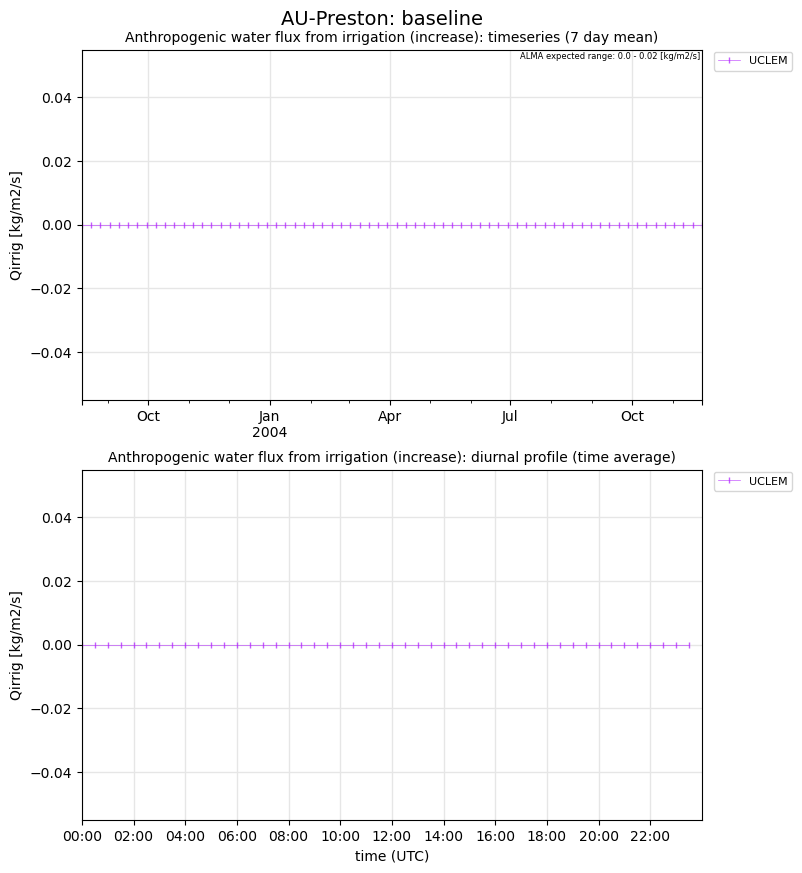 AU-Preston: baseline
Anthropogenic water flux from irrigation (increase): timeseries (7 day mean)
ALMA expected range: 0.0 - 0.02 [kg/m2/s]
UCLEM
0.04
0.02
0.00
−0.02
−0.04
Qirrig [kg/m2/s]
Oct Jan Apr Jul Oct
2004
Anthropogenic water flux from irrigation (increase): diurnal profile (time average)
UCLEM
0.04
0.02
0.00
−0.02
−0.04
Qirrig [kg/m2/s]
00:00 02:00 04:00 06:00 08:00 10:00 12:00 14:00 16:00 18:00 20:00 22:00
time (UTC)